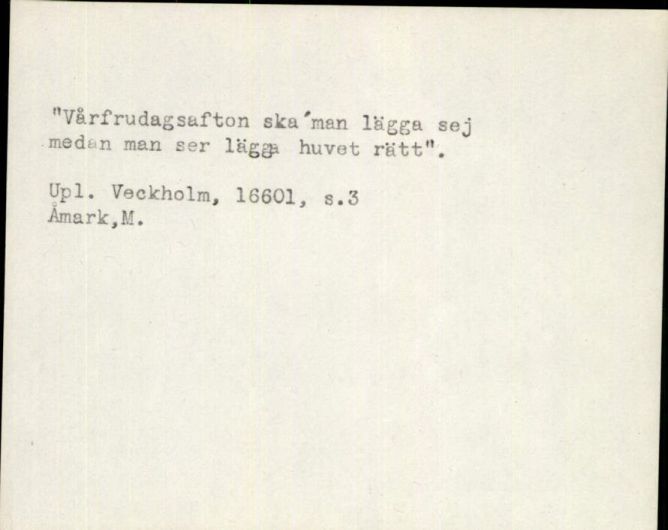 "Vårfrudagsafton ska´man lägga sej
medan man ser lägga huvet rätt".
Upl. Veckholm, 16601, s.3
Åmark,M.